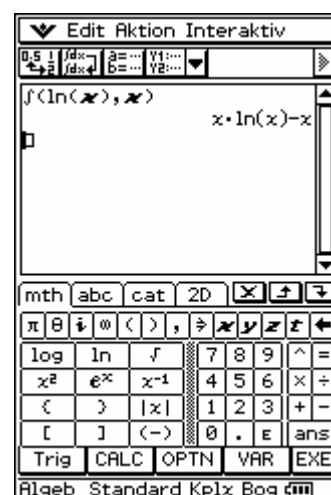 Edit Aktion Interaktiv
∫(ln(x),x)
x·ln(x)-x
mth abc cat 2D
π θ i ∞ ( ) , ⇒ x y z t
log ln √ 7 8 9 ^ =
x² eˣ x⁻¹ 4 5 6 × ÷
{ } |x| 1 2 3 + -
[ ] (-) 0 . E ans
Trig CALC OPTN VAR EXE
Algeb Standard Kplx Bog